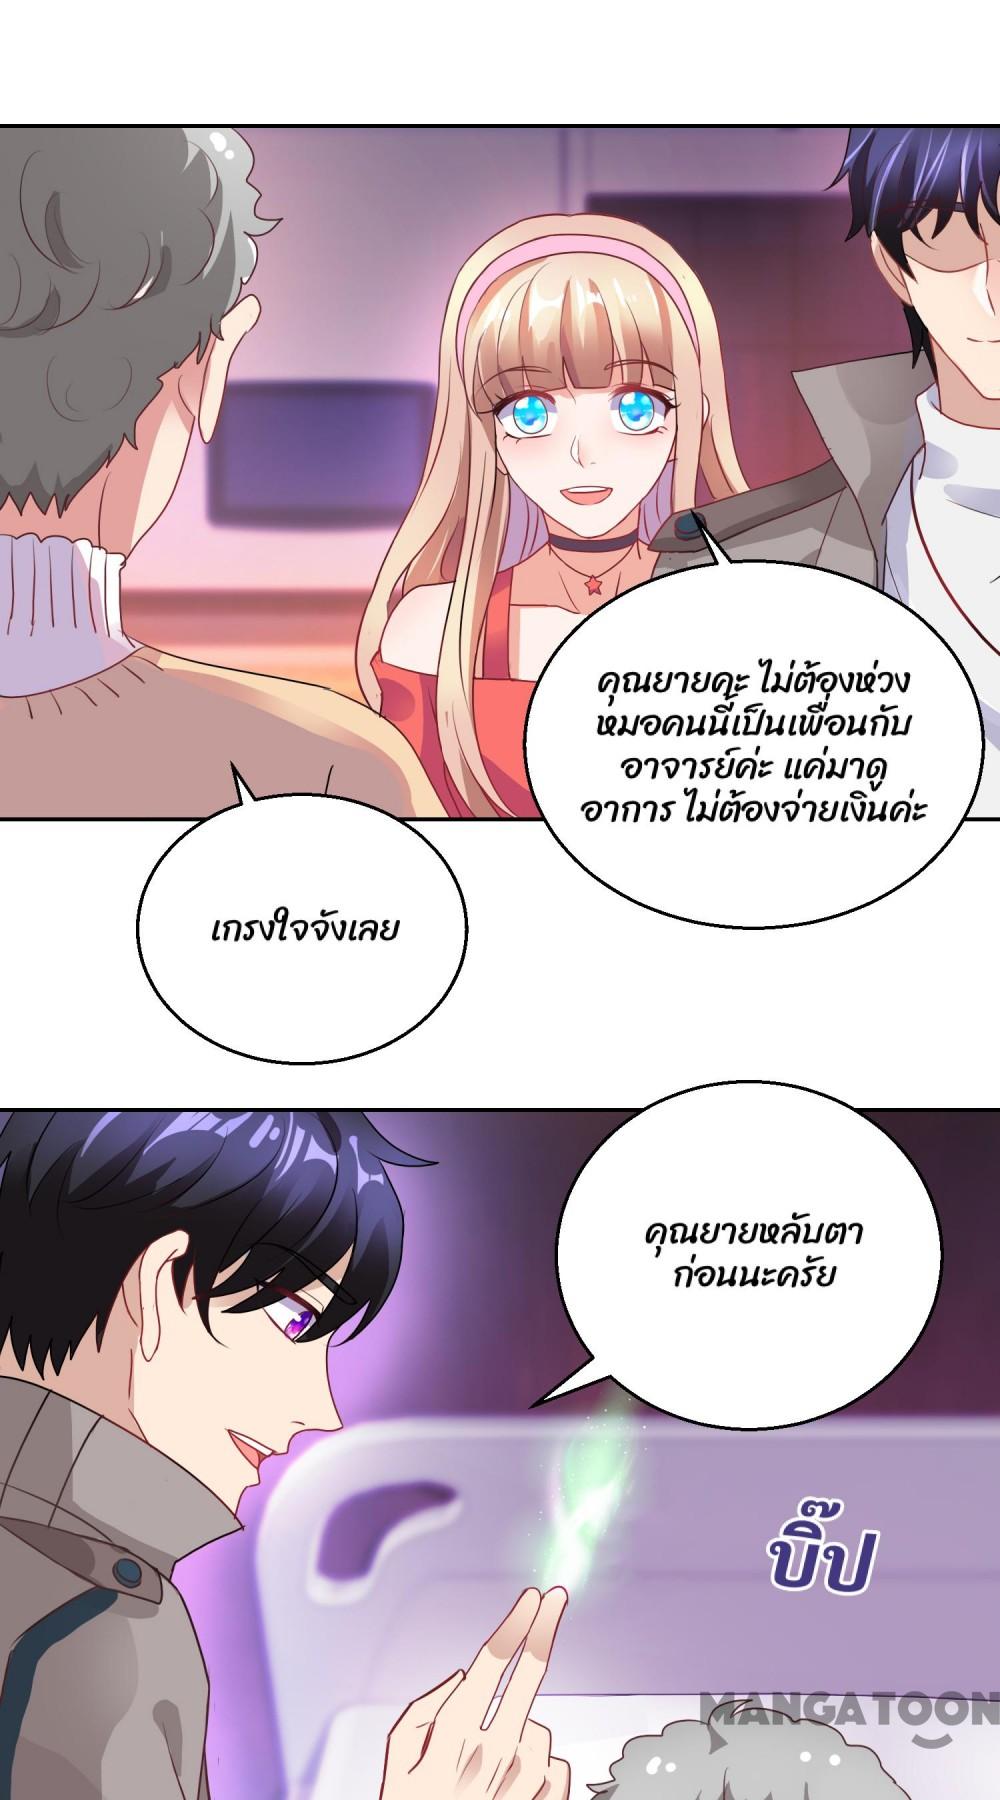 คุณยายคะ ไม่ต้องห่วง
หมอคนนี้เป็นเพื่อนกับ
อาจารย์ค่ะ แค่มาดู
อาการ ไม่ต้องจ่ายเงินค่ะ
เกรงใจจังเลย
คุณยายหลับตา
ก่อนนะครัย
บิ๊ป
MANGATOON